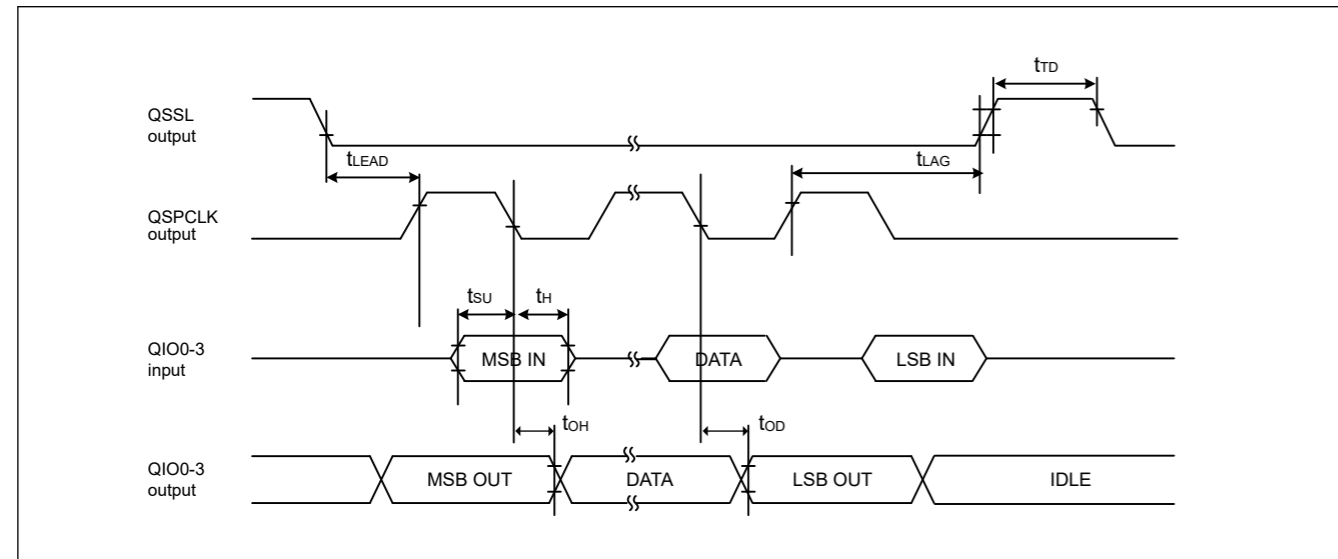 QSSL
output
tTD
tLEAD
tLAG
QSPCLK
output
tSU
tH
QIO0-3
input
MSB IN
DATA
LSB IN
tOH
tOD
QIO0-3
output
MSB OUT
DATA
LSB OUT
IDLE